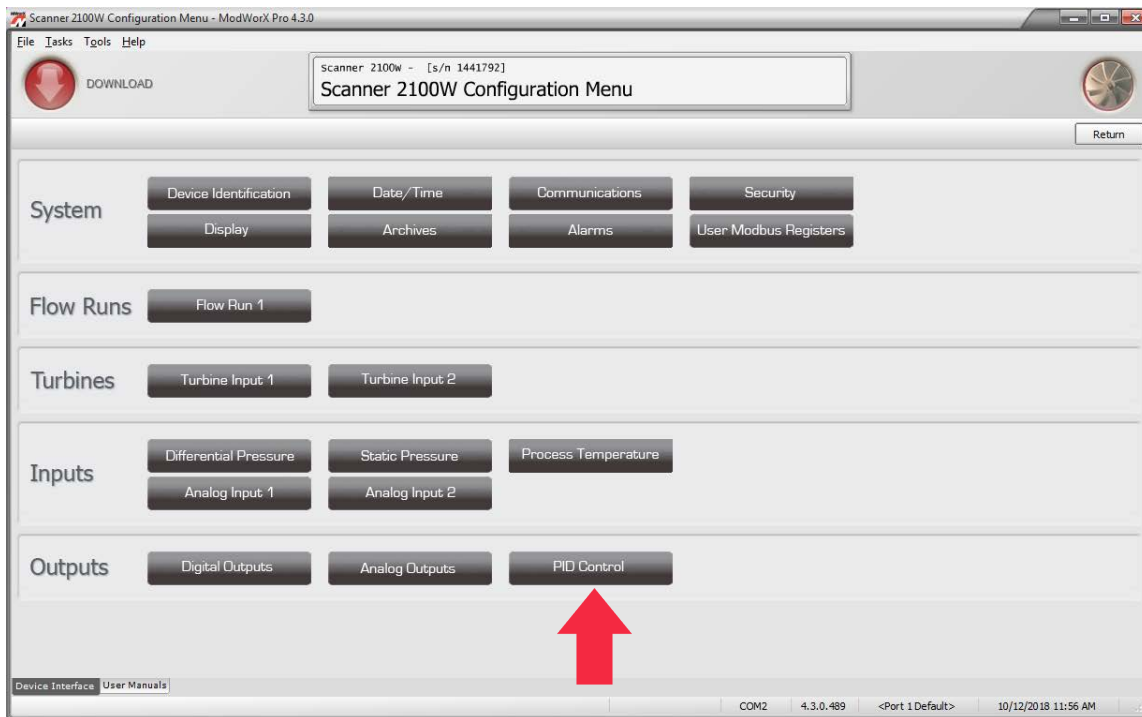 Scanner 2100W Configuration Menu - ModWorX Pro 4.3.0
File Tasks Tools Help
DOWNLOAD
Scanner 2100W - [s/n 1441792]
Scanner 2100W Configuration Menu
Return
System
Device Identification Date/Time Communications Security
Display Archives Alarms User Modbus Registers
Flow Runs
Flow Run 1
Turbines
Turbine Input 1 Turbine Input 2
Inputs
Differential Pressure Static Pressure Process Temperature
Analog Input 1 Analog Input 2
Outputs
Digital Outputs Analog Outputs PID Control
Device Interface User Manuals
COM2 4.3.0.489 <Port 1 Default> 10/12/2018 11:56 AM